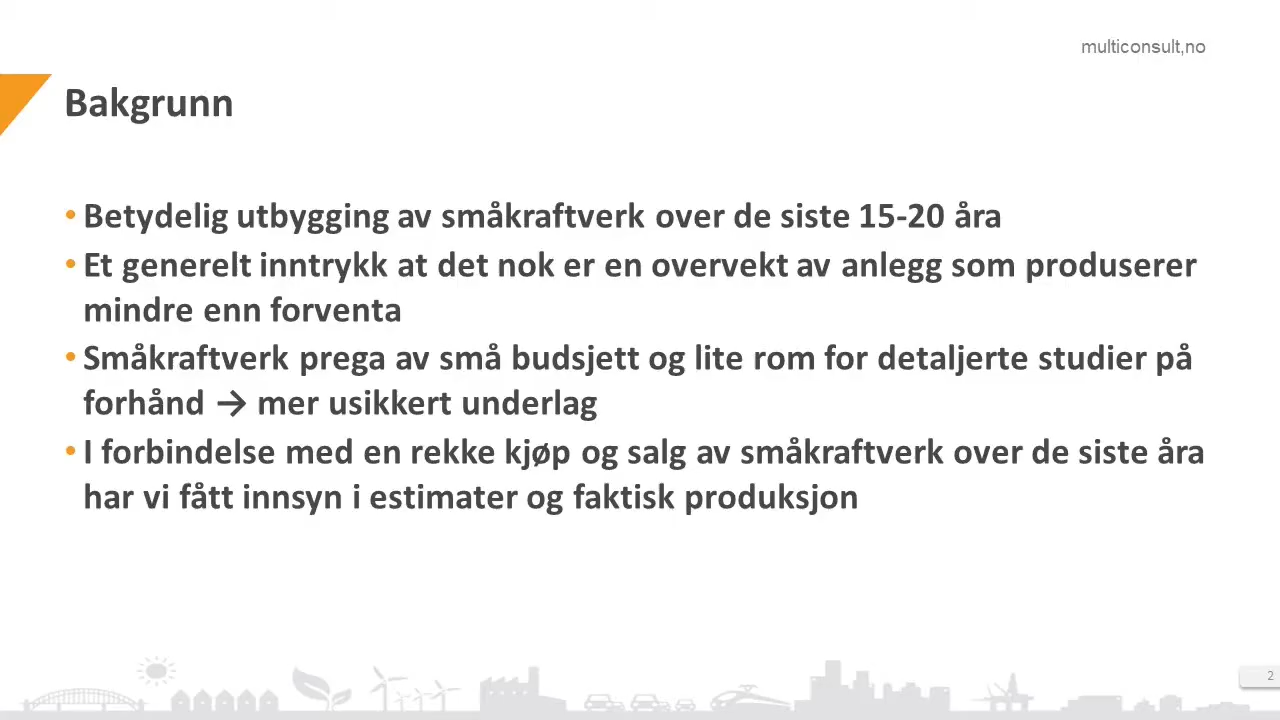 multiconsult,no
Bakgrunn
• Betydelig utbygging av småkraftverk over de siste 15-20 åra
• Et generelt inntrykk at det nok er en overvekt av anlegg som produserer
mindre enn forventa
• Småkraftverk prega av små budsjett og lite rom for detaljerte studier på
forhånd → mer usikkert underlag
• I forbindelse med en rekke kjøp og salg av småkraftverk over de siste åra
har vi fått innsyn i estimater og faktisk produksjon
2